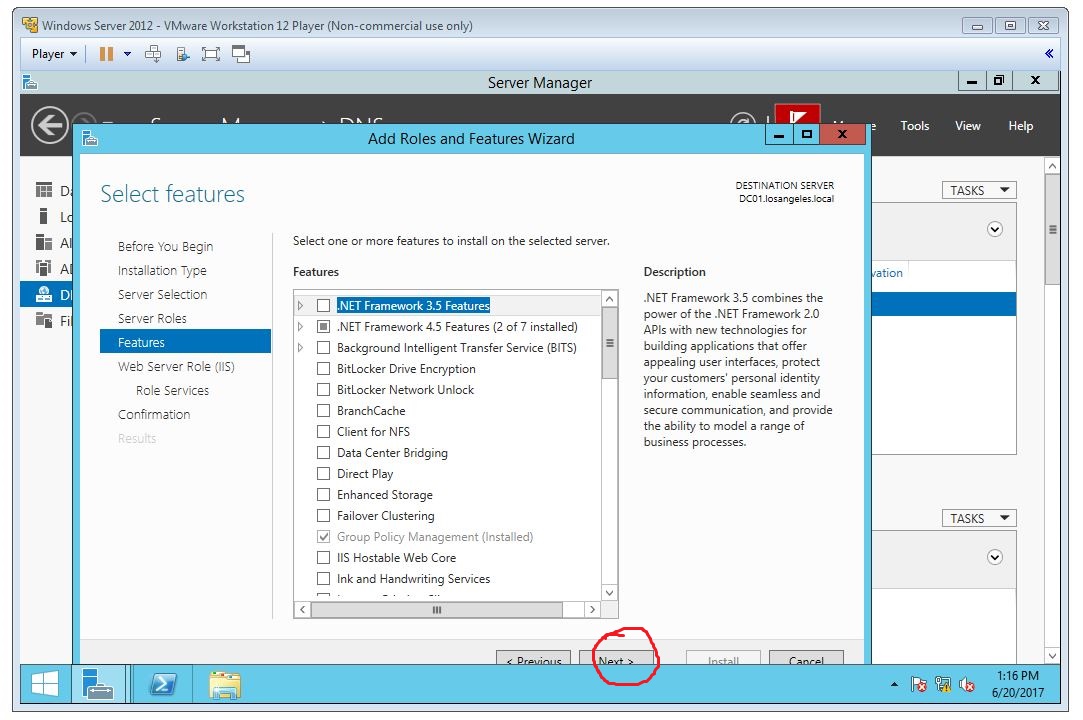 Windows Server 2012 - VMware Workstation 12 Player (Non-commercial use only)
Player
Server Manager
Tools View Help
Add Roles and Features Wizard
Select features
DESTINATION SERVER
DC01.losangeles.local
Before You Begin
Installation Type
Server Selection
Server Roles
Features
Web Server Role (IIS)
Role Services
Confirmation
Results
Select one or more features to install on the selected server.
Features
.NET Framework 3.5 Features
.NET Framework 4.5 Features (2 of 7 installed)
Background Intelligent Transfer Service (BITS)
BitLocker Drive Encryption
BitLocker Network Unlock
BranchCache
Client for NFS
Data Center Bridging
Direct Play
Enhanced Storage
Failover Clustering
Group Policy Management (Installed)
IIS Hostable Web Core
Ink and Handwriting Services
Description
.NET Framework 3.5 combines the
power of the .NET Framework 2.0
APIs with new technologies for
building applications that offer
appealing user interfaces, protect
your customers' personal identity
information, enable seamless and
secure communication, and provide
the ability to model a range of
business processes.
< Previous Next > Install Cancel
TASKS
vation
TASKS
1:16 PM
6/20/2017